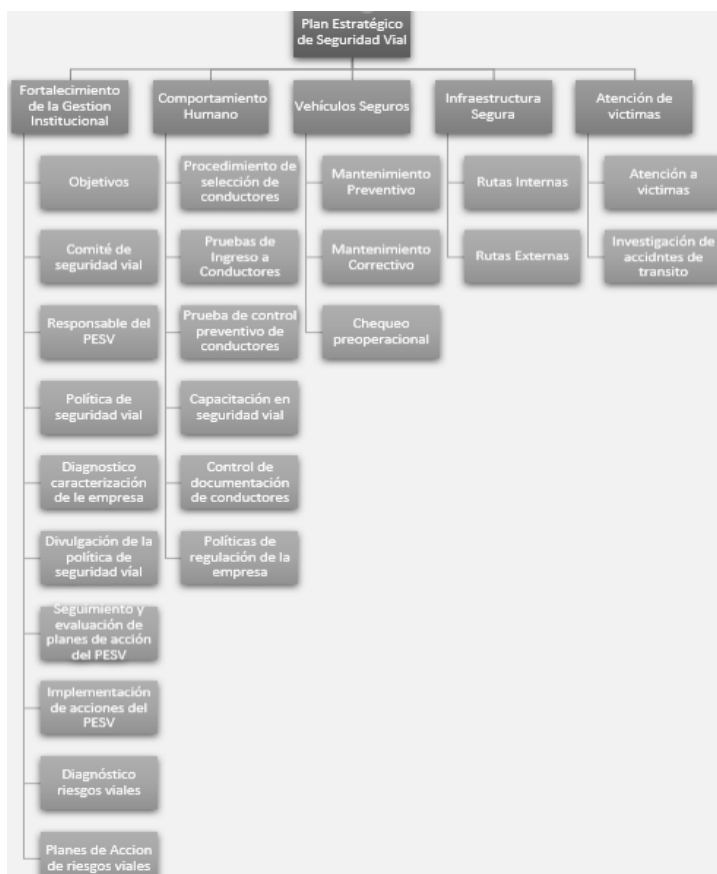 Plan Estratégico
de Seguridad Vial
Fortalecimiento
de la Gestion
Institucional
Comportamiento
Humano
Vehículos Seguros
Infraestructura
Segura
Atención de
victimas
Objetivos
Comité de
seguridad vial
Responsable del
PESV
Política de
seguridad vial
Diagnostico
caracterización
de le empresa
Divulgación de la
política de
seguridad víal
Seguimiento y
evaluación de
planes de acción
del PESV
Implementación
de acciones del
PESV
Diagnóstico
riesgos viales
Planes de Accion
de riesgos viales
Procedimiento de
selección de
conductores
Pruebas de
Ingreso a
Conductores
Prueba de control
preventivo de
conductores
Capacitación en
seguridad vial
Control de
documentación
de conductores
Políticas de
regulación de la
empresa
Mantenimiento
Preventivo
Mantenimiento
Correctivo
Chequeo
preoperacional
Rutas Internas
Rutas Externas
Atención a
victimas
Investigación de
accidntes de
transito